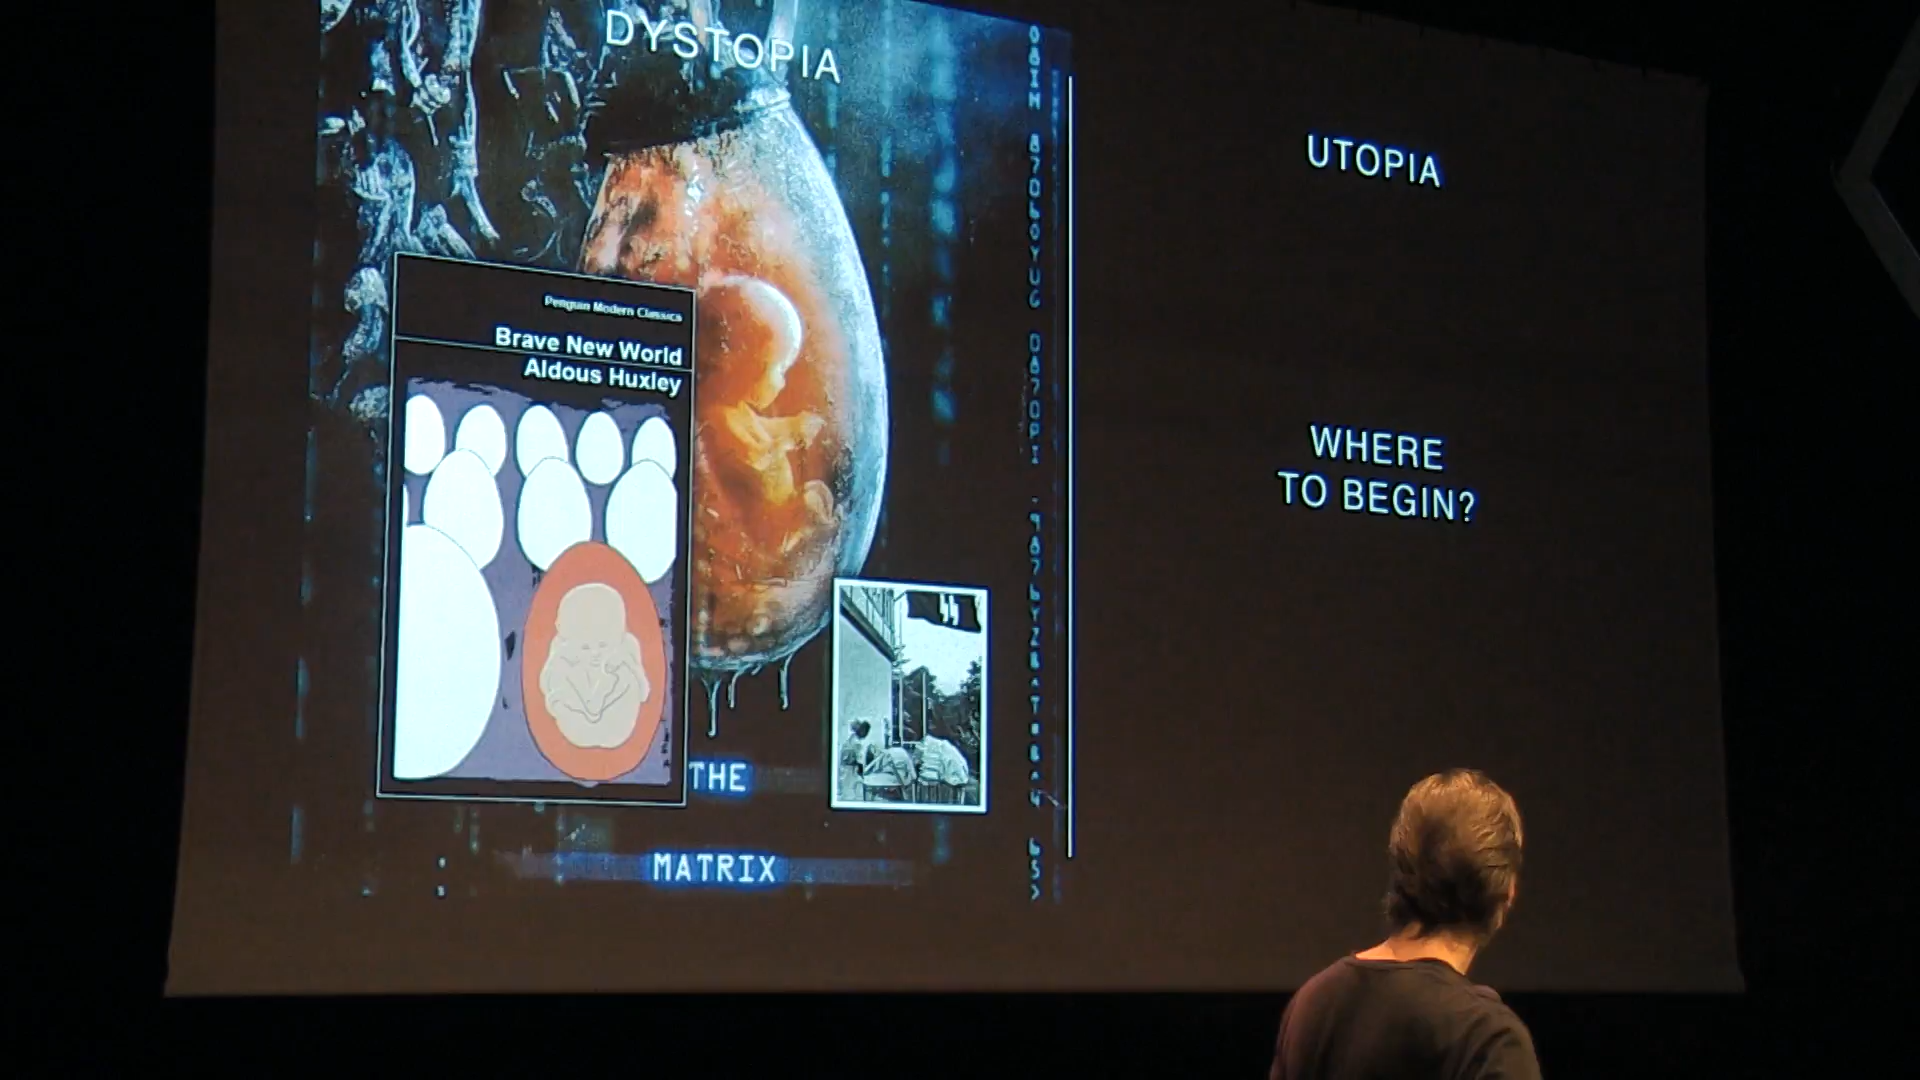 DYSTOPIA
Penguin Modern Classics
Brave New World
Aldous Huxley
THE
MATRIX
UTOPIA
WHERE
TO BEGIN?